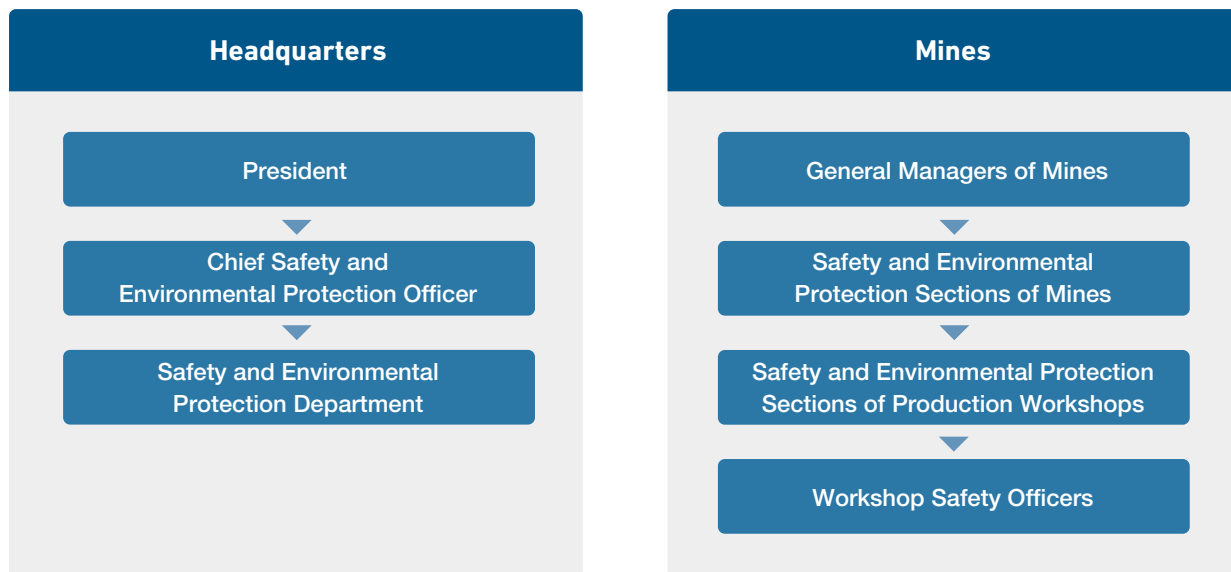 Headquarters
President
Chief Safety and
Environmental Protection Officer
Safety and Environmental
Protection Department
Mines
General Managers of Mines
Safety and Environmental
Protection Sections of Mines
Safety and Environmental Protection
Sections of Production Workshops
Workshop Safety Officers